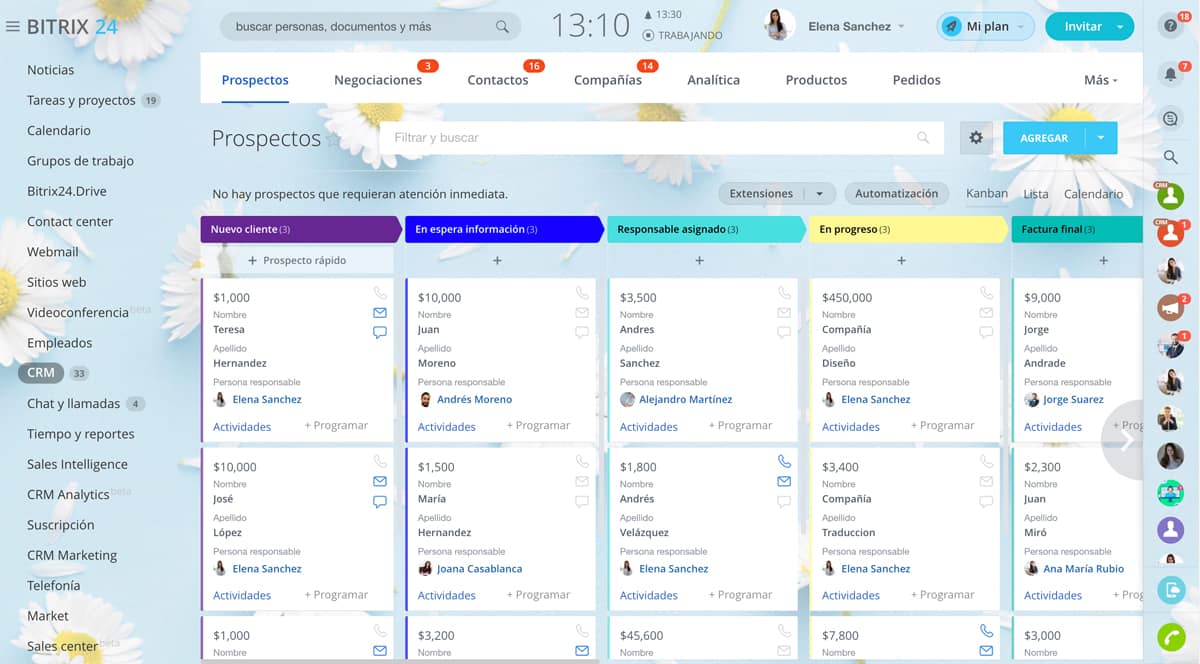 BITRIX 24
buscar personas, documentos y más
13:10
13:30
TRABAJANDO
Elena Sanchez
Mi plan
Invitar
18
7
Noticias
Tareas y proyectos 19
Calendario
Grupos de trabajo
Bitrix24.Drive
Contact center
Webmail
Sitios web
Videoconferencia beta
Empleados
CRM 33
Chat y llamadas 4
Tiempo y reportes
Sales Intelligence
CRM Analytics beta
Suscripción
CRM Marketing
Telefonía
Market
Sales center beta
Prospectos
Negociaciones 3
Contactos 16
Compañías 14
Analítica
Productos
Pedidos
Más
Prospectos
Filtrar y buscar
AGREGAR
No hay prospectos que requieran atención inmediata.
Extensiones
Automatización
Kanban
Lista
Calendario
Nuevo cliente (3)
En espera información (3)
Responsable asignado (3)
En progreso (3)
Factura final (3)
+ Prospecto rápido
+
+
+
+
$1,000
Nombre
Teresa
Apellido
Hernandez
Persona responsable
Elena Sanchez
Actividades
+ Programar
$10,000
Nombre
Juan
Apellido
Moreno
Persona responsable
Andrés Moreno
Actividades
+ Programar
$3,500
Nombre
Andres
Apellido
Sanchez
Persona responsable
Alejandro Martínez
Actividades
+ Programar
$450,000
Nombre
Compañía
Apellido
Diseño
Persona responsable
Elena Sanchez
Actividades
+ Programar
$9,000
Nombre
Jorge
Apellido
Andrade
Persona responsable
Jorge Suarez
Actividades
+ Prog
$10,000
Nombre
José
Apellido
López
Persona responsable
Elena Sanchez
Actividades
+ Programar
$1,500
Nombre
María
Apellido
Hernandez
Persona responsable
Joana Casablanca
Actividades
+ Programar
$1,800
Nombre
Andrés
Apellido
Velázquez
Persona responsable
Elena Sanchez
Actividades
+ Programar
$3,400
Nombre
Compañía
Apellido
Traduccion
Persona responsable
Elena Sanchez
Actividades
+ Programar
$2,300
Nombre
Juan
Apellido
Miró
Persona responsable
Ana María Rubio
Actividades
+ Prog
$1,000
Nombre
$3,200
Nombre
$45,600
Nombre
$7,800
Nombre
$3,000
Nombre
CRM
CRM
1
2
1